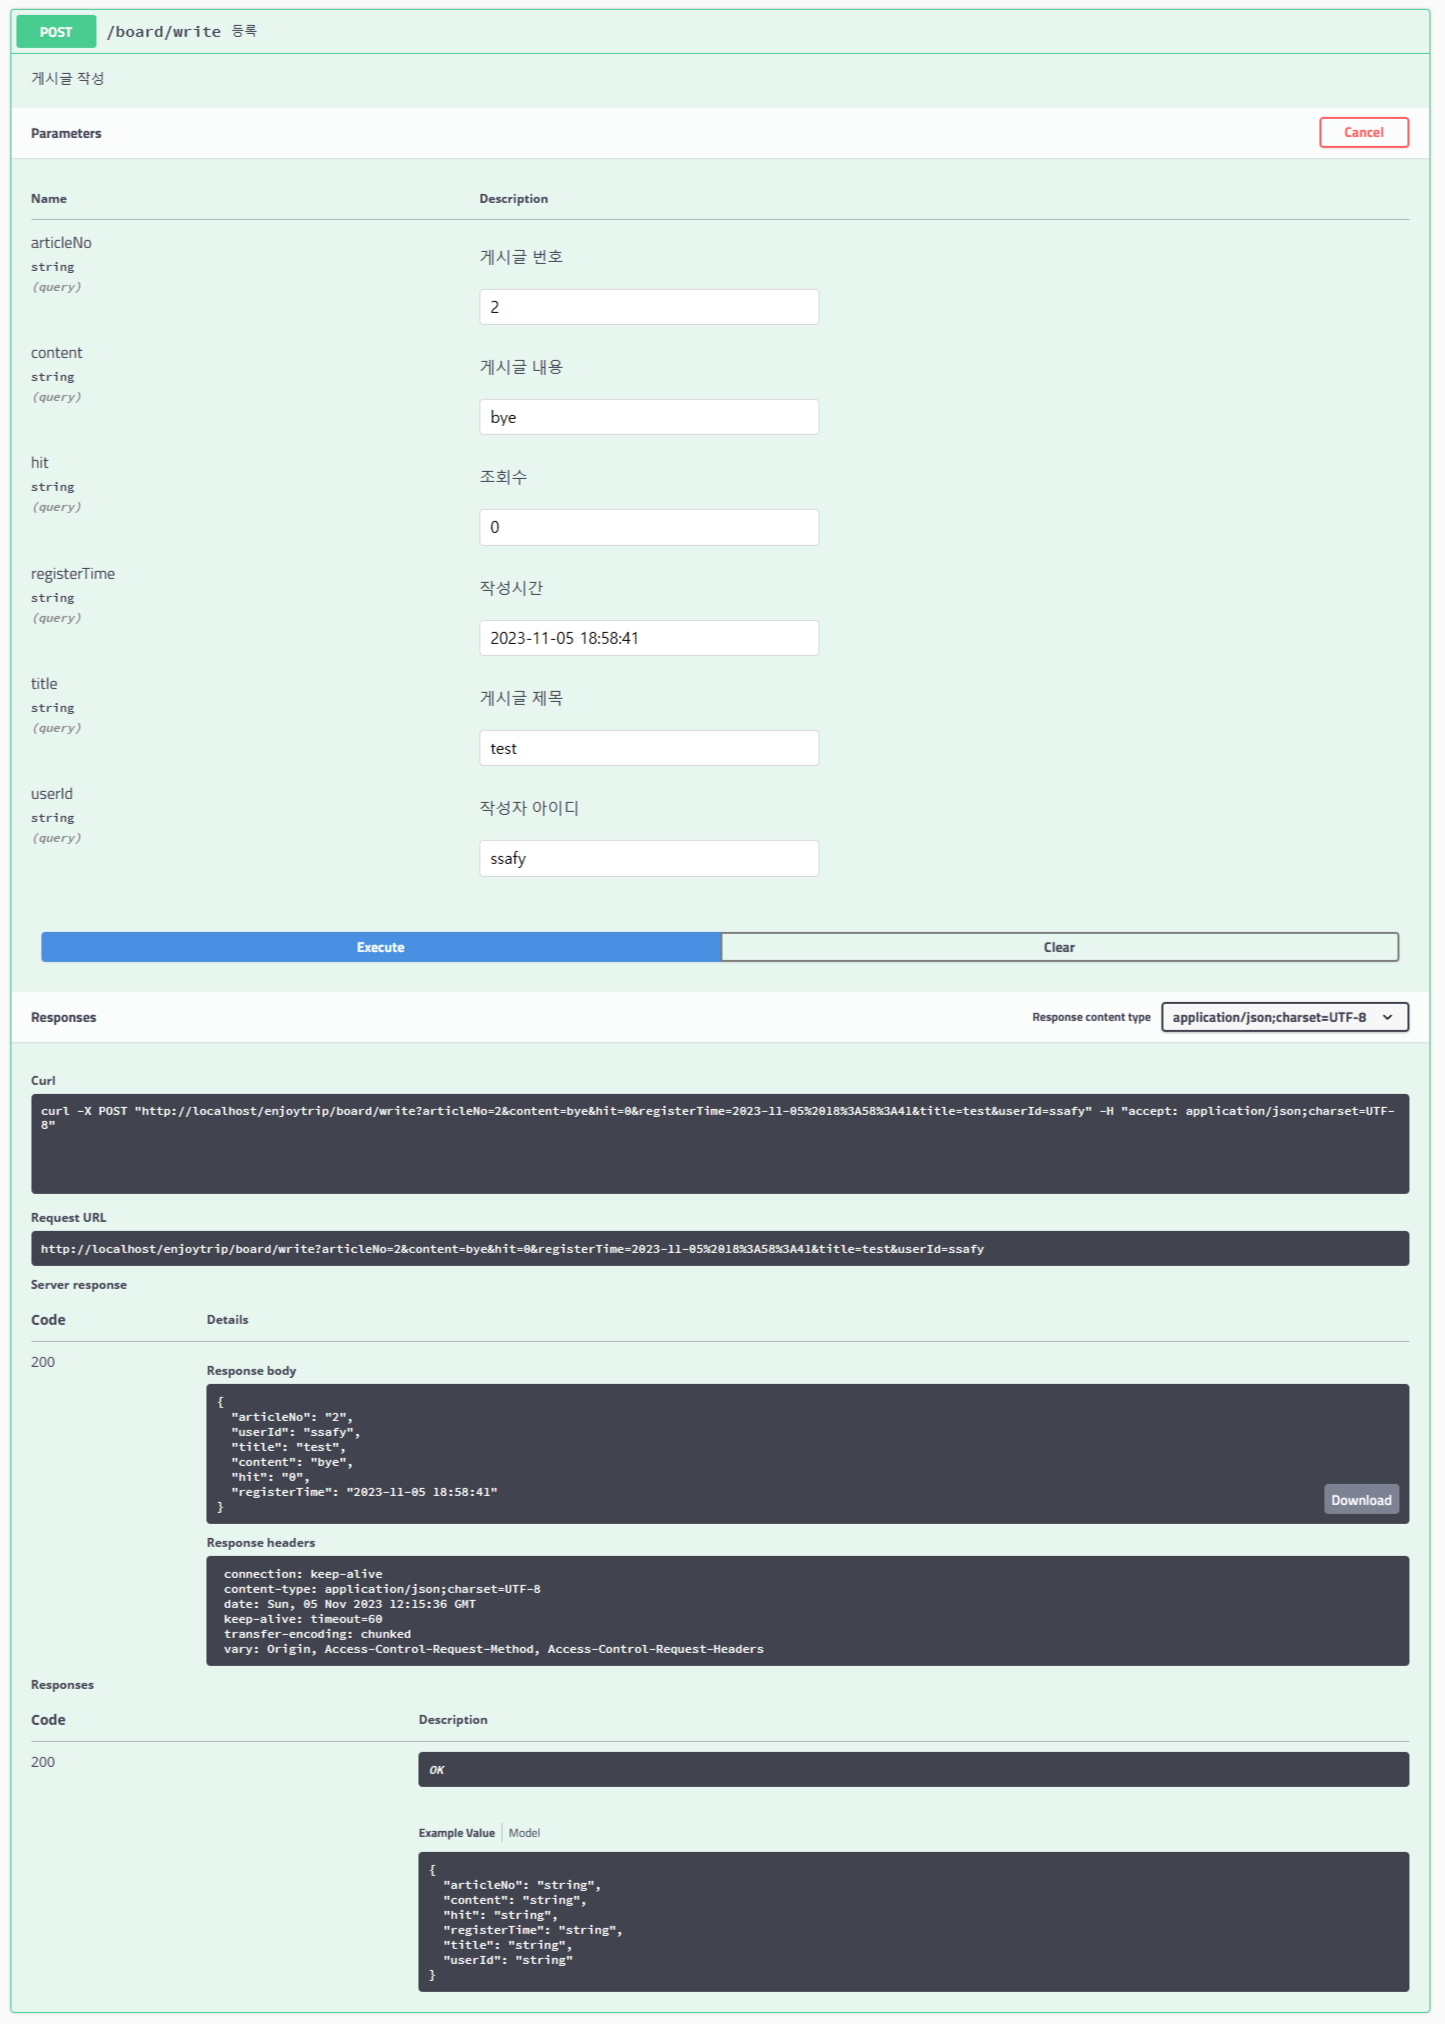 POST /board/write 등록
게시글 작성
Parameters Cancel
Name Description
articleNo
string
(query)
게시글 번호
2
content
string
(query)
게시글 내용
bye
hit
string
(query)
조회수
0
registerTime
string
(query)
작성시간
2023-11-05 18:58:41
title
string
(query)
게시글 제목
test
userId
string
(query)
작성자 아이디
ssafy
Execute Clear
Responses Response content type application/json;charset=UTF-8
Curl
curl -X POST "http://localhost/enjoytrip/board/write?articleNo=2&content=bye&hit=0&registerTime=2023-11-05%2018%3A58%3A41&title=test&userId=ssafy" -H "accept: application/json;charset=UTF-
8"
Request URL
http://localhost/enjoytrip/board/write?articleNo=2&content=bye&hit=0&registerTime=2023-11-05%2018%3A58%3A41&title=test&userId=ssafy
Server response
Code Details
200
Response body
{
"articleNo": "2",
"userId": "ssafy",
"title": "test",
"content": "bye",
"hit": "0",
"registerTime": "2023-11-05 18:58:41"
}
Download
Response headers
connection: keep-alive
content-type: application/json;charset=UTF-8
date: Sun, 05 Nov 2023 12:15:36 GMT
keep-alive: timeout=60
transfer-encoding: chunked
vary: Origin, Access-Control-Request-Method, Access-Control-Request-Headers
Responses
Code Description
200
OK
Example Value Model
{
"articleNo": "string",
"content": "string",
"hit": "string",
"registerTime": "string",
"title": "string",
"userId": "string"
}